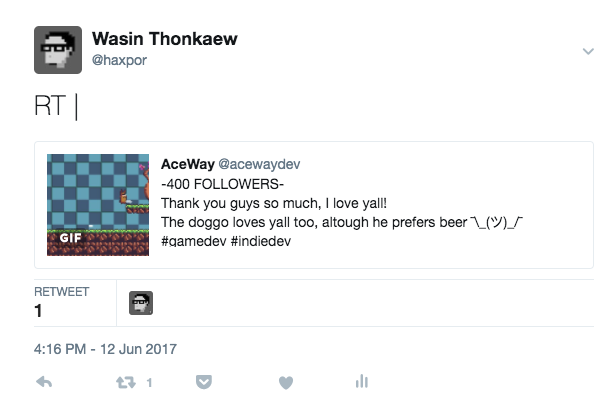 Wasin Thonkaew
@haxpor
RT |
AceWay @acewaydev
-400 FOLLOWERS-
Thank you guys so much, I love yall!
The doggo loves yall too, altough he prefers beer ¯\_(ツ)_/¯
#gamedev #indiedev
GIF
RETWEET
1
4:16 PM - 12 Jun 2017
1